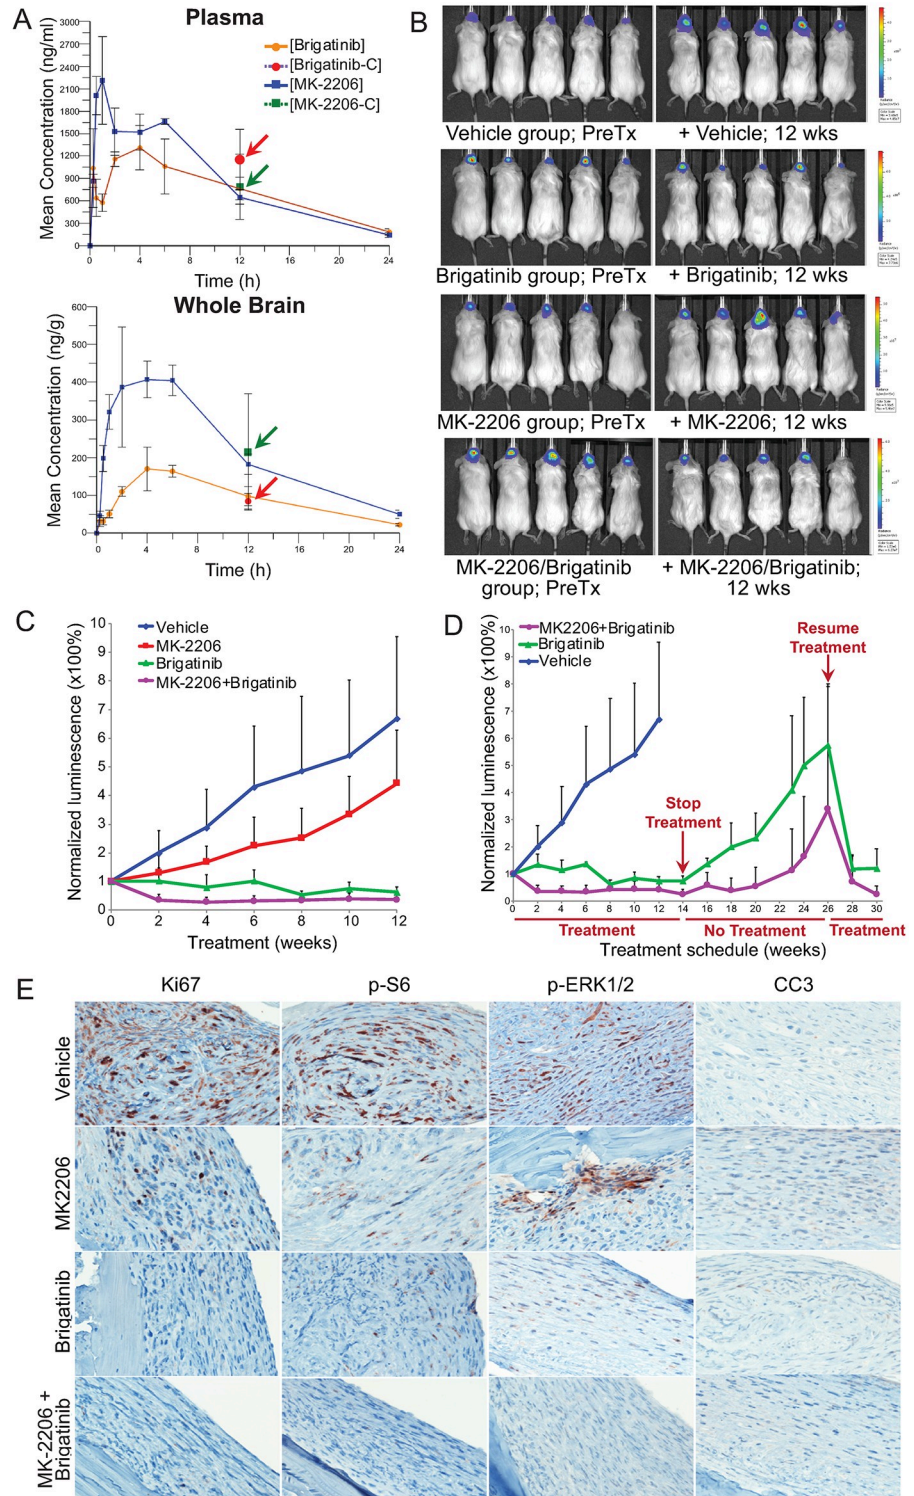 A
Plasma
Mean Concentration (ng/ml)
3000
2700
2400
2100
1800
1500
1200
900
600
300
0
0 4 8 12 16 20 24
Time (h)
[Brigatinib]
[Brigatinib-C]
[MK-2206]
[MK-2206-C]
Whole Brain
Mean Concentration (ng/g)
600
500
400
300
200
100
0
0 4 8 12 16 20 24
Time (h)
B
Vehicle group; PreTx
+ Vehicle; 12 wks
Brigatinib group; PreTx
+ Brigatinib; 12 wks
MK-2206 group; PreTx
+ MK-2206; 12 wks
MK-2206/Brigatinib
group; PreTx
+ MK-2206/Brigatinib;
12 wks
C
Normalized luminescence (x100%)
10
9
8
7
6
5
4
3
2
1
0
0 2 4 6 8 10 12
Treatment (weeks)
Vehicle
MK-2206
Brigatinib
MK-2206+Brigatinib
D
Normalized luminescence (x100%)
10
9
8
7
6
5
4
3
2
1
0
0 2 4 6 8 10 12 14 16 18 20 22 24 26 28 30
MK2206+Brigatinib
Brigatinib
Vehicle
Stop
Treatment
Resume
Treatment
Treatment
No Treatment
Treatment
Treatment schedule (weeks)
E
Ki67 p-S6 p-ERK1/2 CC3
Vehicle
MK2206
Brigatinib
MK-2206 +
Brigatinib